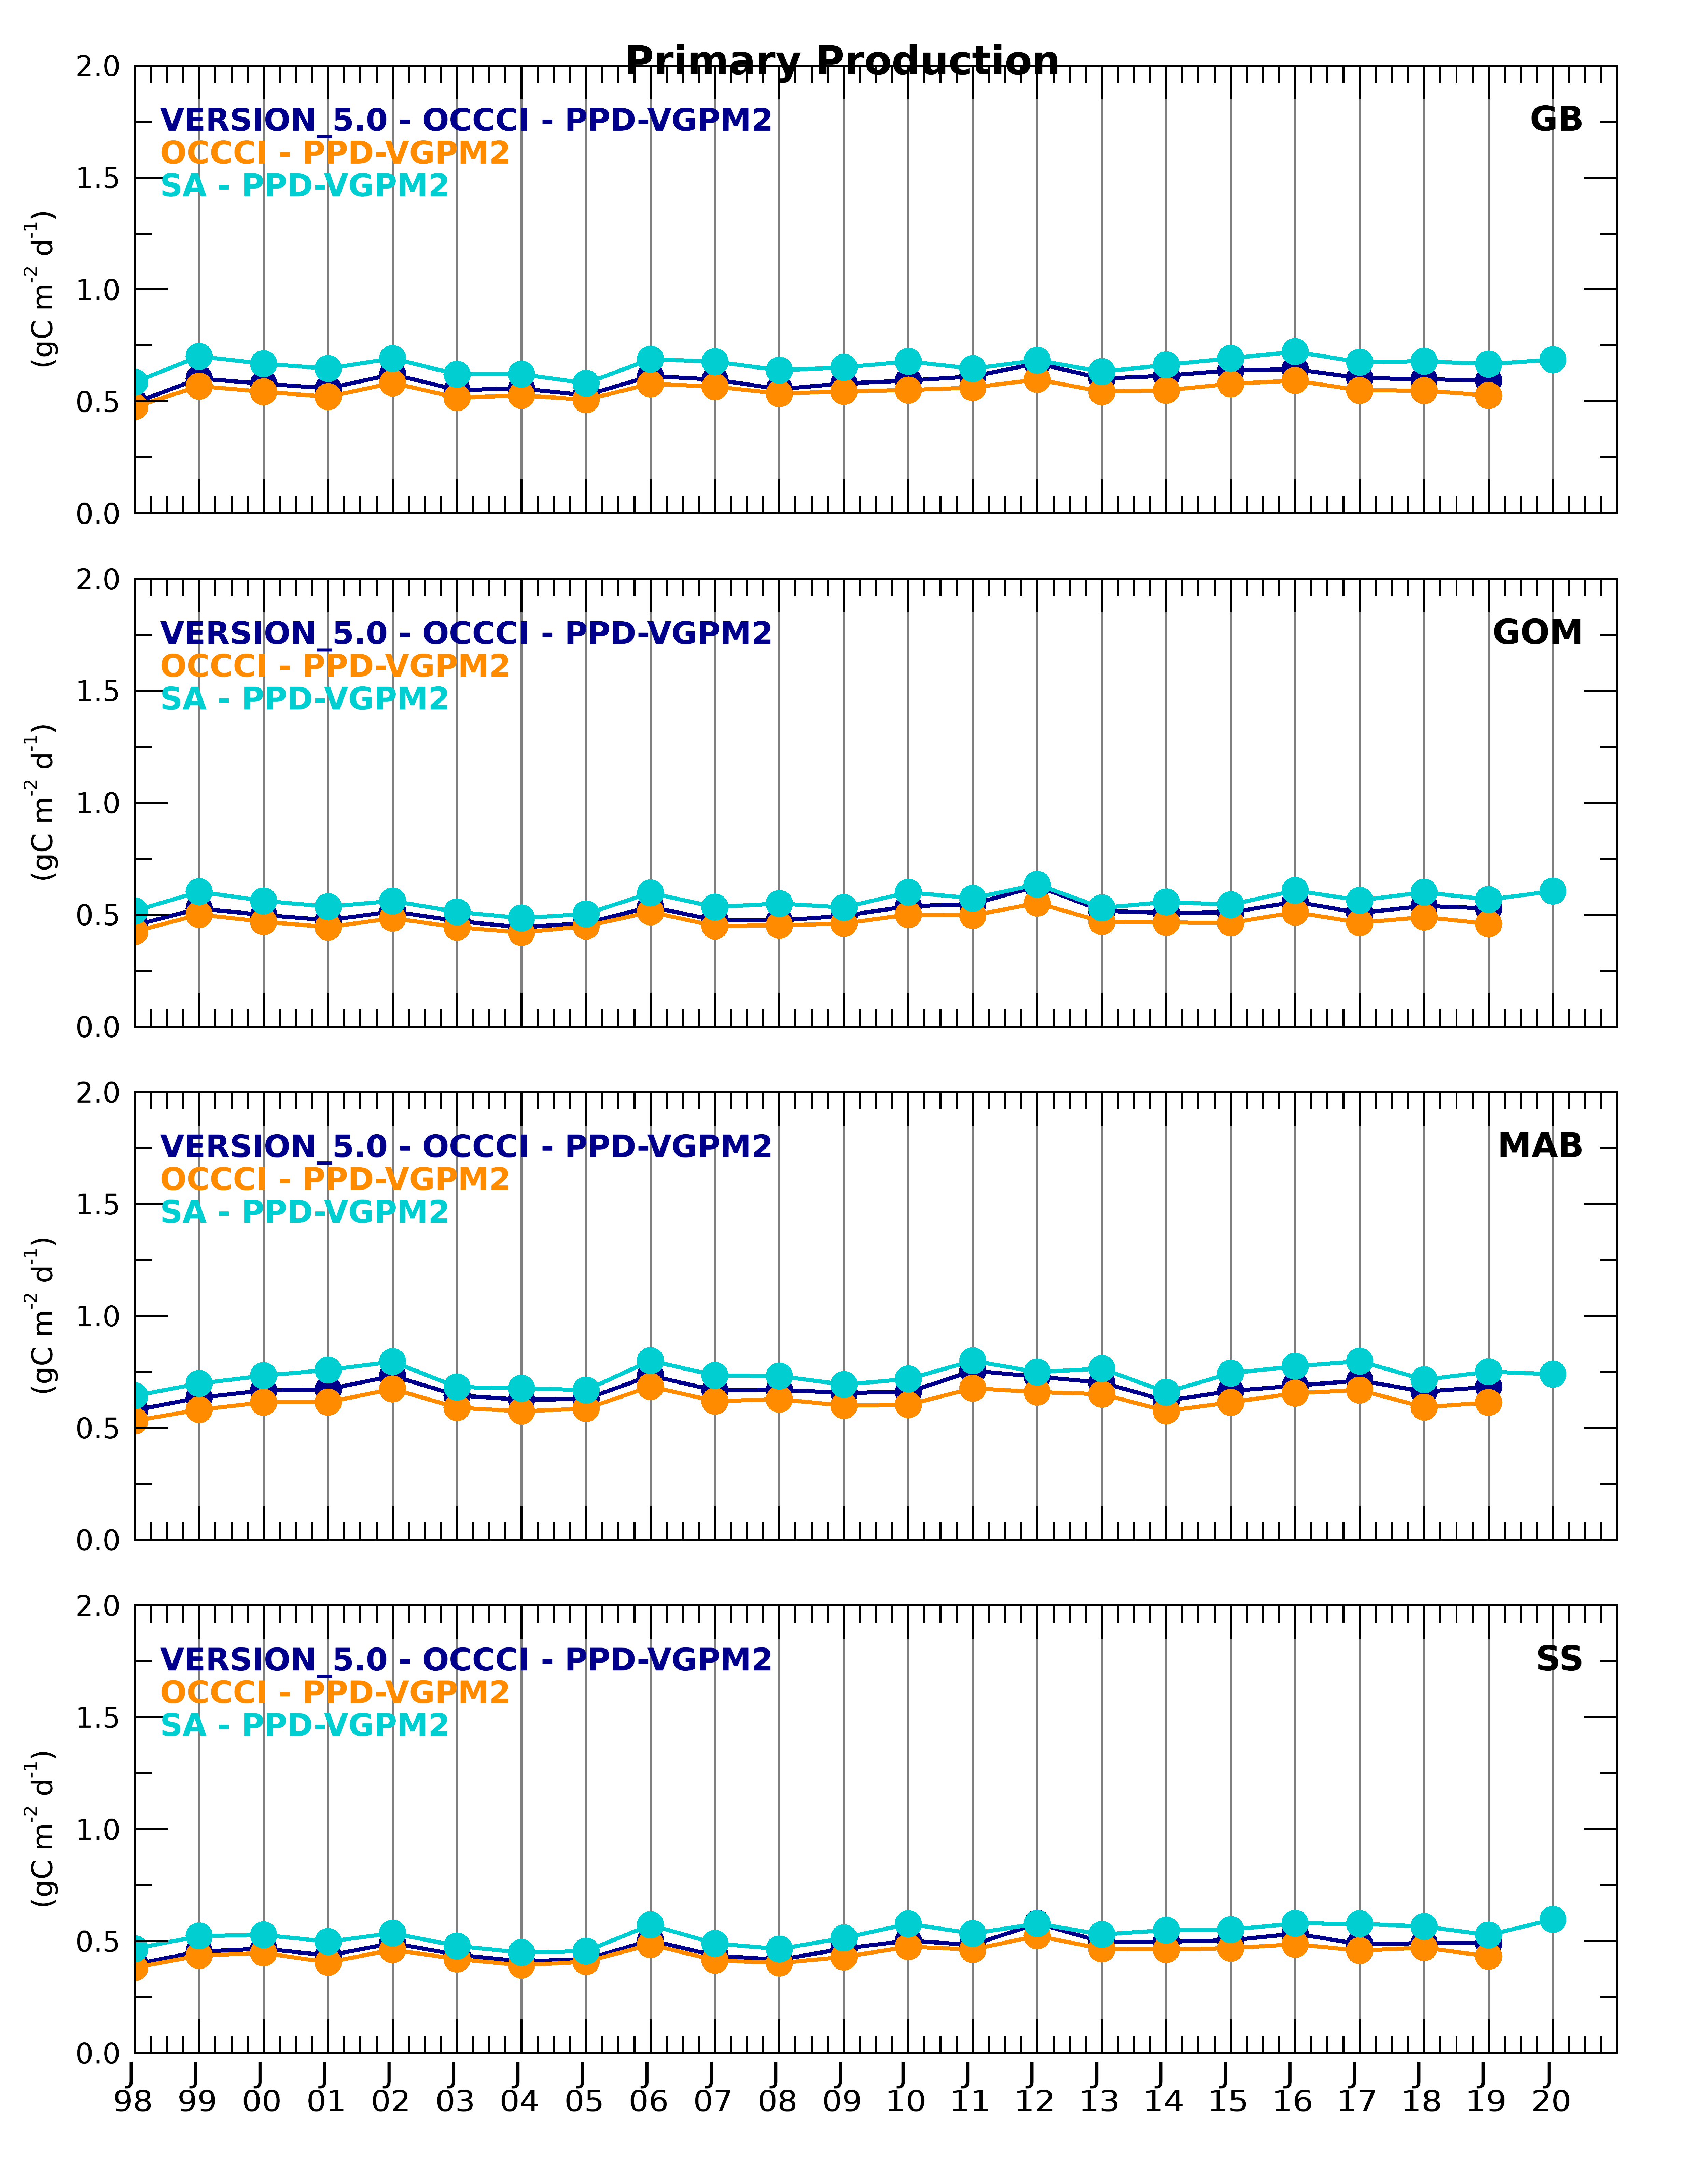 Primary Production
2.0
VERSION_5.0 - OCCCI - PPD-VGPM2
GB
OCCCI - PPD-VGPM2
1.5
SA - PPD-VGPM2
(gC m-2 d-1)
1.0
0.5
0.0
2.0
VERSION_5.0 - OCCCI - PPD-VGPM2
GOM
OCCCI - PPD-VGPM2
1.5
SA - PPD-VGPM2
(gC m-2 d-1)
1.0
0.5
0.0
2.0
VERSION_5.0 - OCCCI - PPD-VGPM2
MAB
OCCCI - PPD-VGPM2
1.5
SA - PPD-VGPM2
(gC m-2 d-1)
1.0
0.5
0.0
2.0
VERSION_5.0 - OCCCI - PPD-VGPM2
SS
OCCCI - PPD-VGPM2
1.5
SA - PPD-VGPM2
(gC m-2 d-1)
1.0
0.5
0.0
J J J J J J J J J J J J J J J J J J J J J J J
98 99 00 01 02 03 04 05 06 07 08 09 10 11 12 13 14 15 16 17 18 19 20